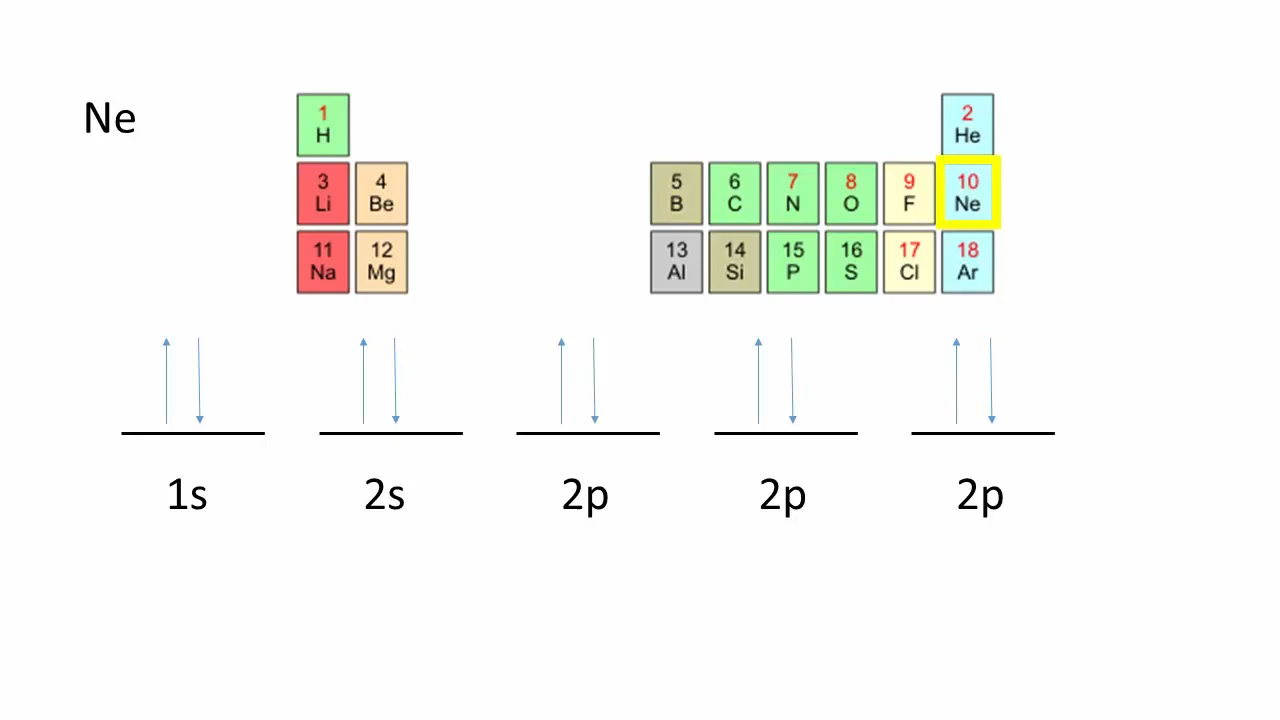 Ne
1 2
H He
3 4 5 6 7 8 9 10
Li Be B C N O F Ne
11 12 13 14 15 16 17 18
Na Mg Al Si P S Cl Ar
1s 2s 2p 2p 2p